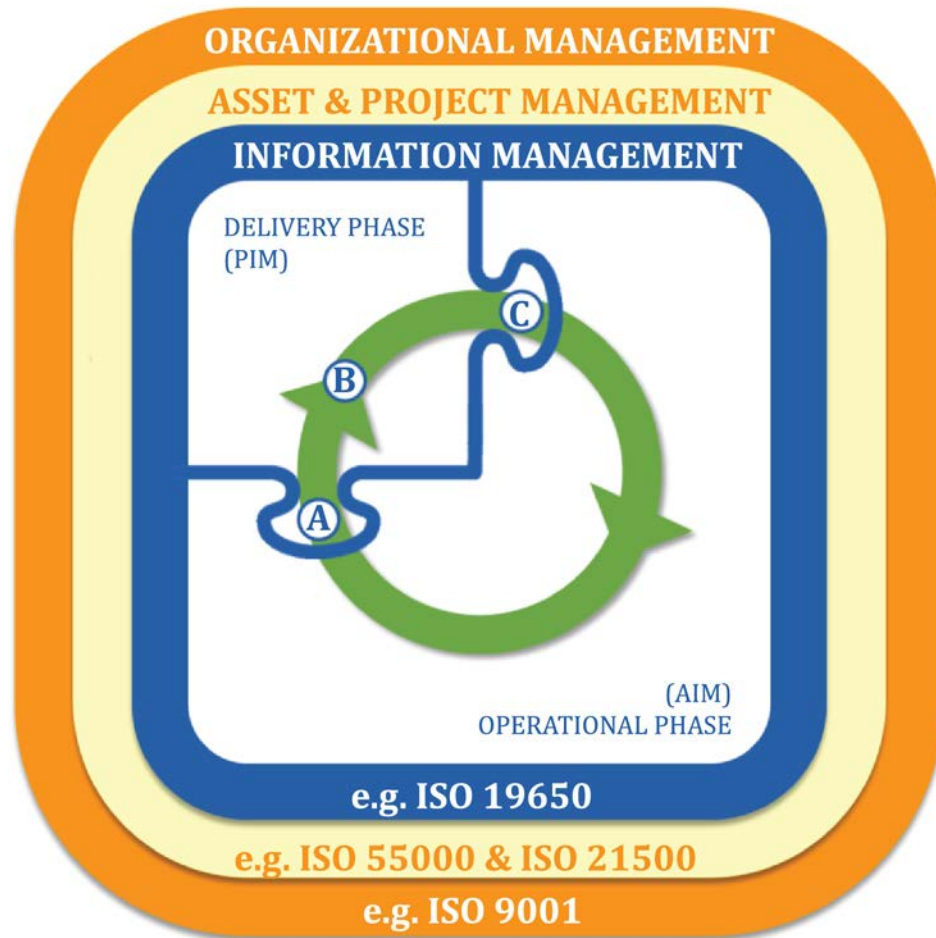 ORGANIZATIONAL MANAGEMENT
ASSET & PROJECT MANAGEMENT
INFORMATION MANAGEMENT
DELIVERY PHASE
(PIM)
C
B
A
(AIM)
OPERATIONAL PHASE
e.g. ISO 19650
e.g. ISO 55000 & ISO 21500
e.g. ISO 9001